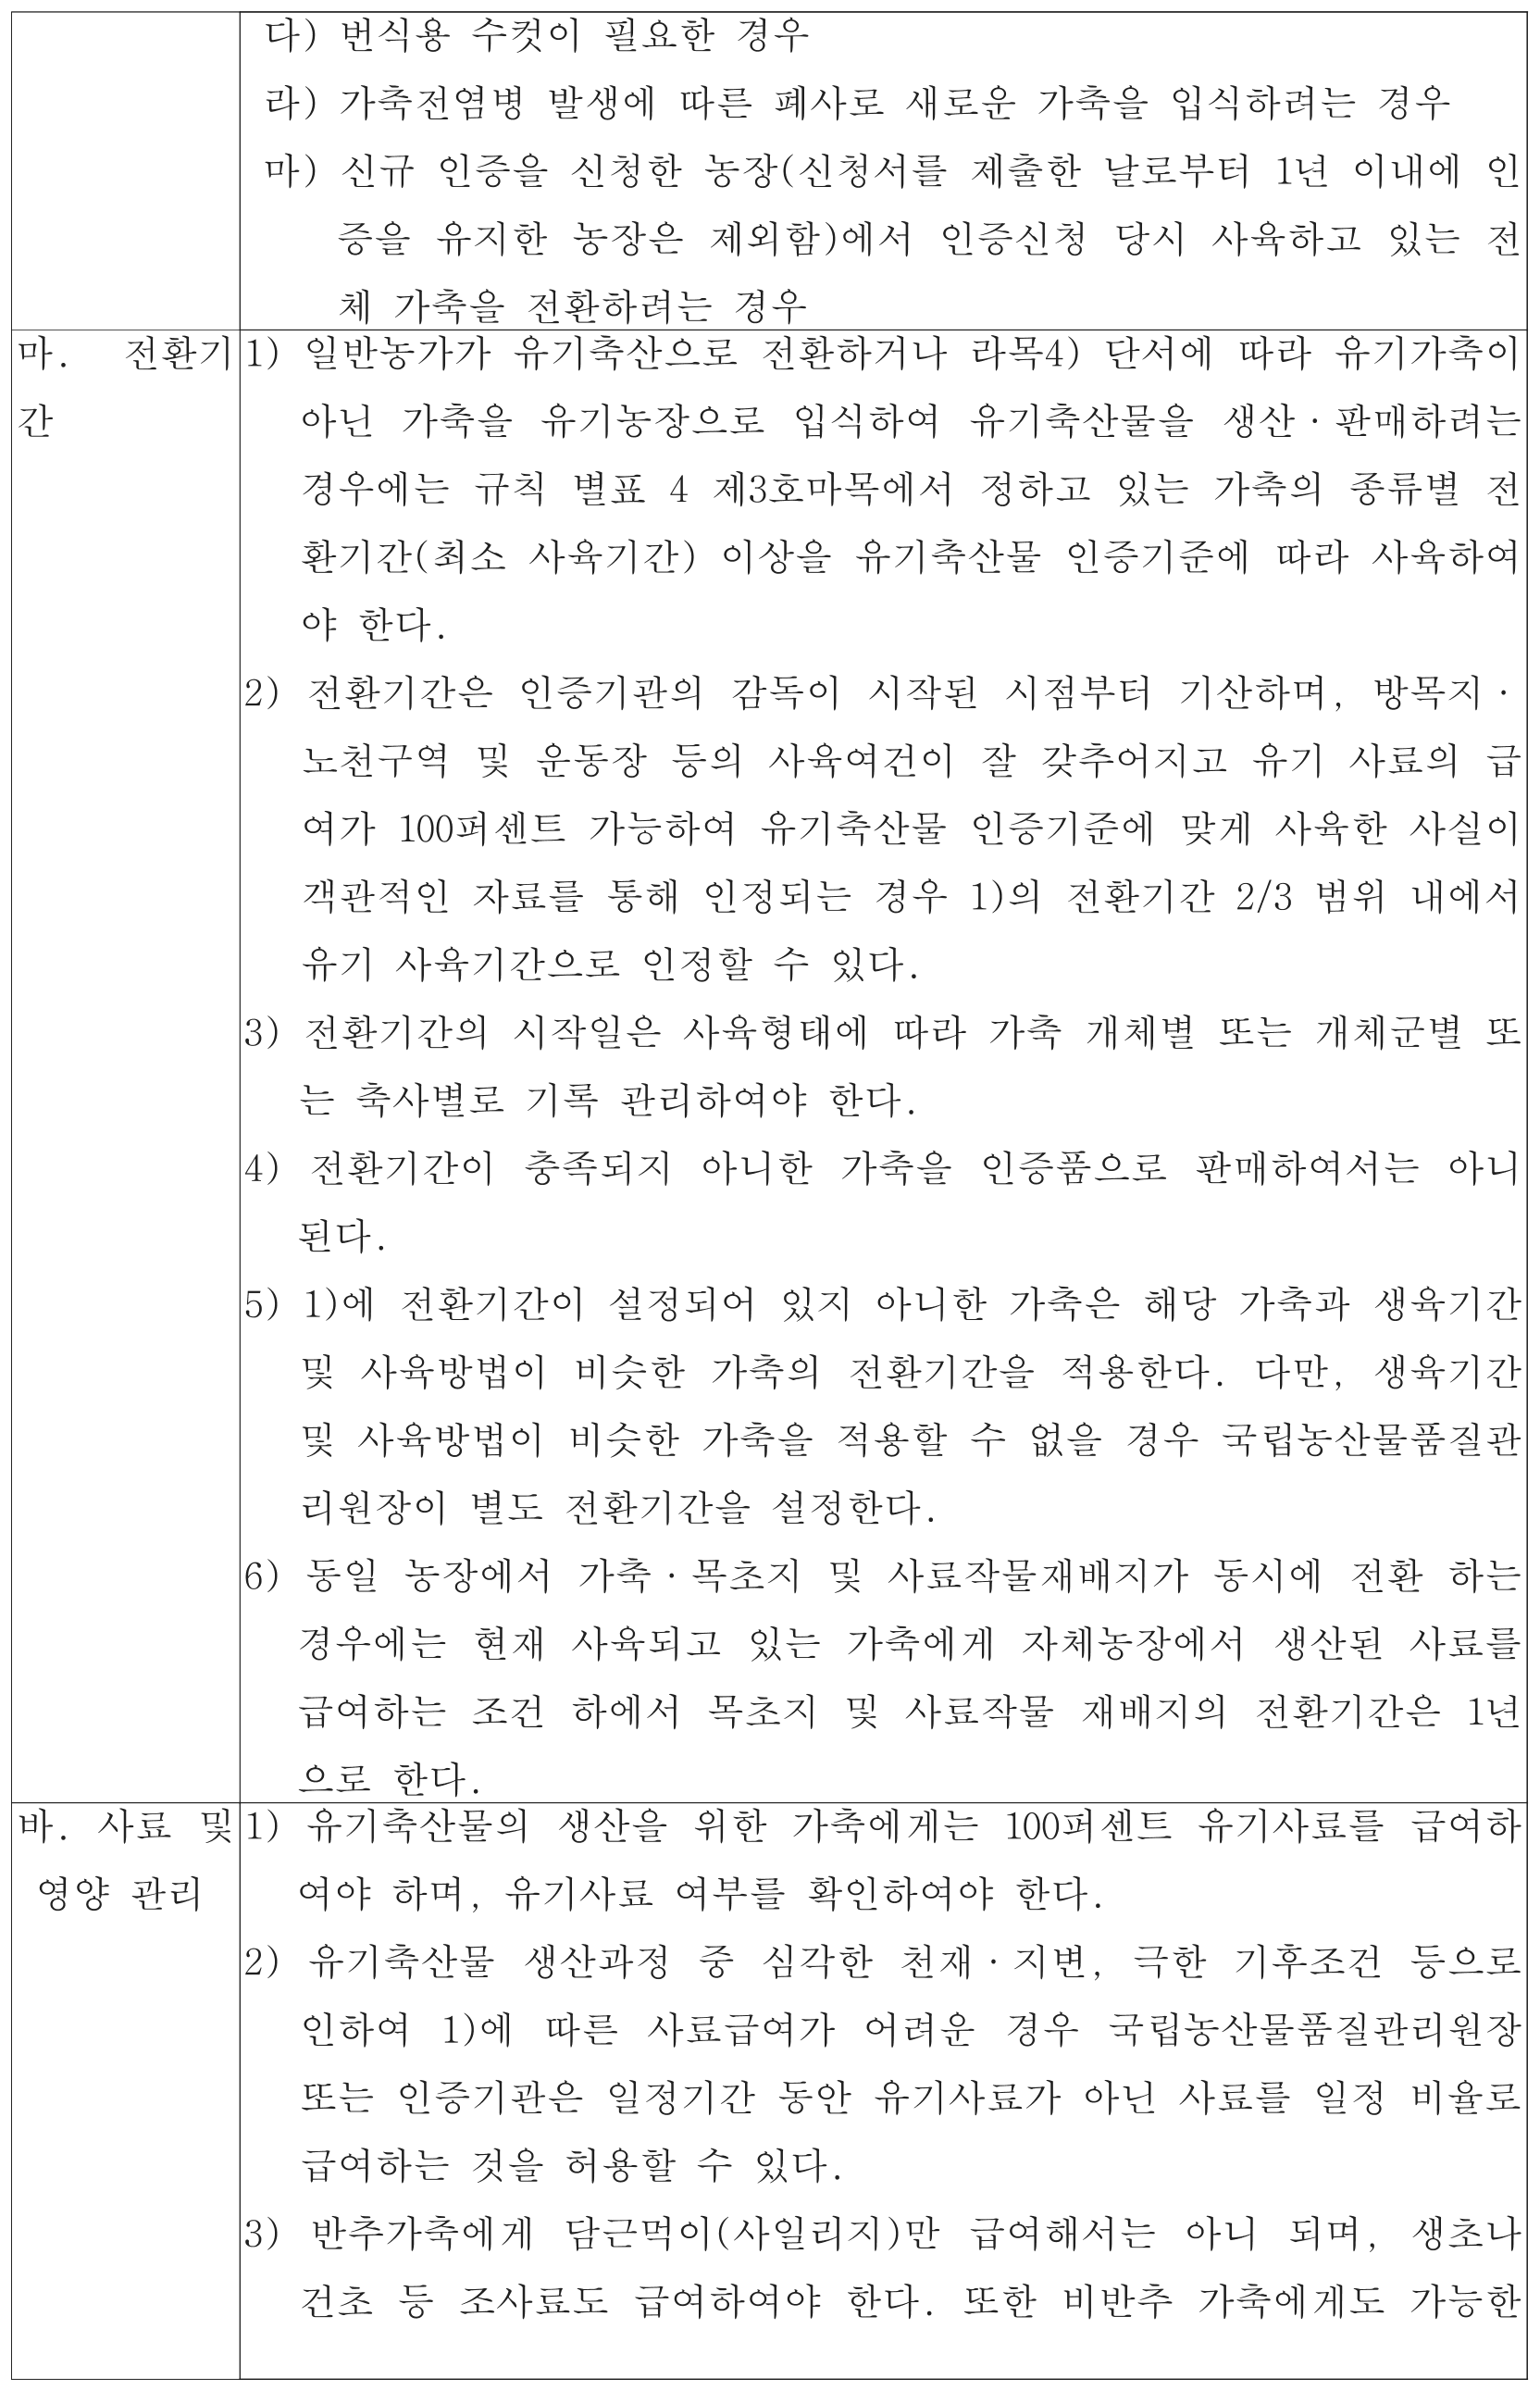 다) 번식용 수컷이 필요한 경우
라) 가축전염병 발생에 따른 폐사로 새로운 가축을 입식하려는 경우
마) 신규 인증을 신청한 농장(신청서를 제출한 날로부터 1년 이내에 인
증을 유지한 농장은 제외함)에서 인증신청 당시 사육하고 있는 전
체 가축을 전환하려는 경우
마. 전환기
간
1) 일반농가가 유기축산으로 전환하거나 라목4) 단서에 따라 유기가축이
아닌 가축을 유기농장으로 입식하여 유기축산물을 생산·판매하려는
경우에는 규칙 별표 4 제3호마목에서 정하고 있는 가축의 종류별 전
환기간(최소 사육기간) 이상을 유기축산물 인증기준에 따라 사육하여
야 한다.
2) 전환기간은 인증기관의 감독이 시작된 시점부터 기산하며, 방목지·
노천구역 및 운동장 등의 사육여건이 잘 갖추어지고 유기 사료의 급
여가 100퍼센트 가능하여 유기축산물 인증기준에 맞게 사육한 사실이
객관적인 자료를 통해 인정되는 경우 1)의 전환기간 2/3 범위 내에서
유기 사육기간으로 인정할 수 있다.
3) 전환기간의 시작일은 사육형태에 따라 가축 개체별 또는 개체군별 또
는 축사별로 기록 관리하여야 한다.
4) 전환기간이 충족되지 아니한 가축을 인증품으로 판매하여서는 아니
된다.
5) 1)에 전환기간이 설정되어 있지 아니한 가축은 해당 가축과 생육기간
및 사육방법이 비슷한 가축의 전환기간을 적용한다. 다만, 생육기간
및 사육방법이 비슷한 가축을 적용할 수 없을 경우 국립농산물품질관
리원장이 별도 전환기간을 설정한다.
6) 동일 농장에서 가축·목초지 및 사료작물재배지가 동시에 전환 하는
경우에는 현재 사육되고 있는 가축에게 자체농장에서 생산된 사료를
급여하는 조건 하에서 목초지 및 사료작물 재배지의 전환기간은 1년
으로 한다.
바. 사료 및
영양 관리
1) 유기축산물의 생산을 위한 가축에게는 100퍼센트 유기사료를 급여하
여야 하며, 유기사료 여부를 확인하여야 한다.
2) 유기축산물 생산과정 중 심각한 천재·지변, 극한 기후조건 등으로
인하여 1)에 따른 사료급여가 어려운 경우 국립농산물품질관리원장
또는 인증기관은 일정기간 동안 유기사료가 아닌 사료를 일정 비율로
급여하는 것을 허용할 수 있다.
3) 반추가축에게 담근먹이(사일리지)만 급여해서는 아니 되며, 생초나
건초 등 조사료도 급여하여야 한다. 또한 비반추 가축에게도 가능한